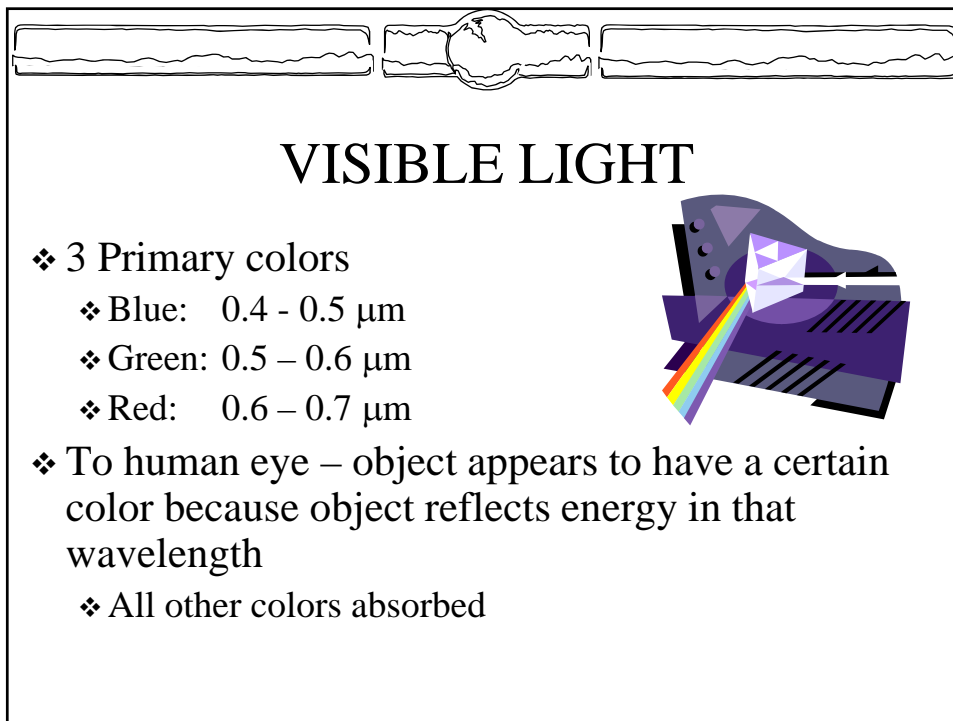 VISIBLE LIGHT
❖ 3 Primary colors
❖ Blue: 0.4 - 0.5 μm
❖ Green: 0.5 – 0.6 μm
❖ Red: 0.6 – 0.7 μm
❖ To human eye – object appears to have a certain
color because object reflects energy in that
wavelength
❖ All other colors absorbed